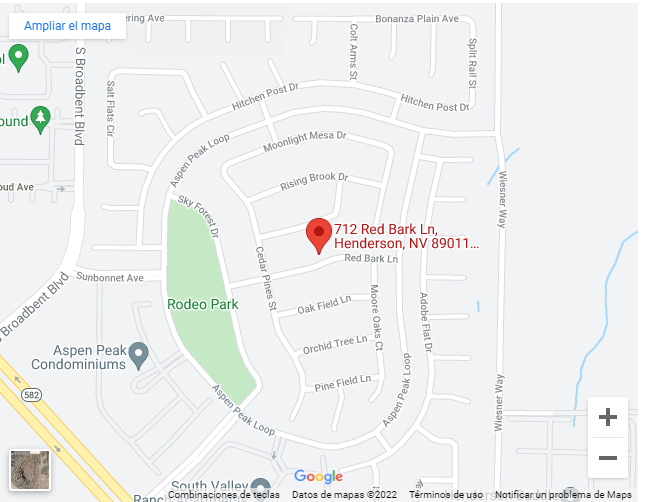 Ampliar el mapa
ering Ave
Bonanza Plain Ave
Colt Arms St
Split Rail St
S Broadbent Blvd
Salt Flats Cir
Hitchen Post Dr
Hitchen Post Dr
ol
ound
Moonlight Mesa Dr
Aspen Peak Loop
Rising Brook Dr
oud Ave
Sky Forest Dr
Wiesner Way
712 Red Bark Ln,
Henderson, NV 89011...
Red Bark Ln
Cedar Pines St
Sunbonnet Ave
S Broadbent Blvd
Rodeo Park
Oak Field Ln
Moore Oaks Ct
Adobe Flat Dr
Orchid Tree Ln
Aspen Peak
Condominiums
Pine Field Ln
Aspen Peak Loop
Wiesner Way
582
Aspen Peak Loop
Google
South Valley
Ranch Apartments
Combinaciones de teclas
Datos de mapas ©2022
Términos de uso
Notificar un problema de Maps